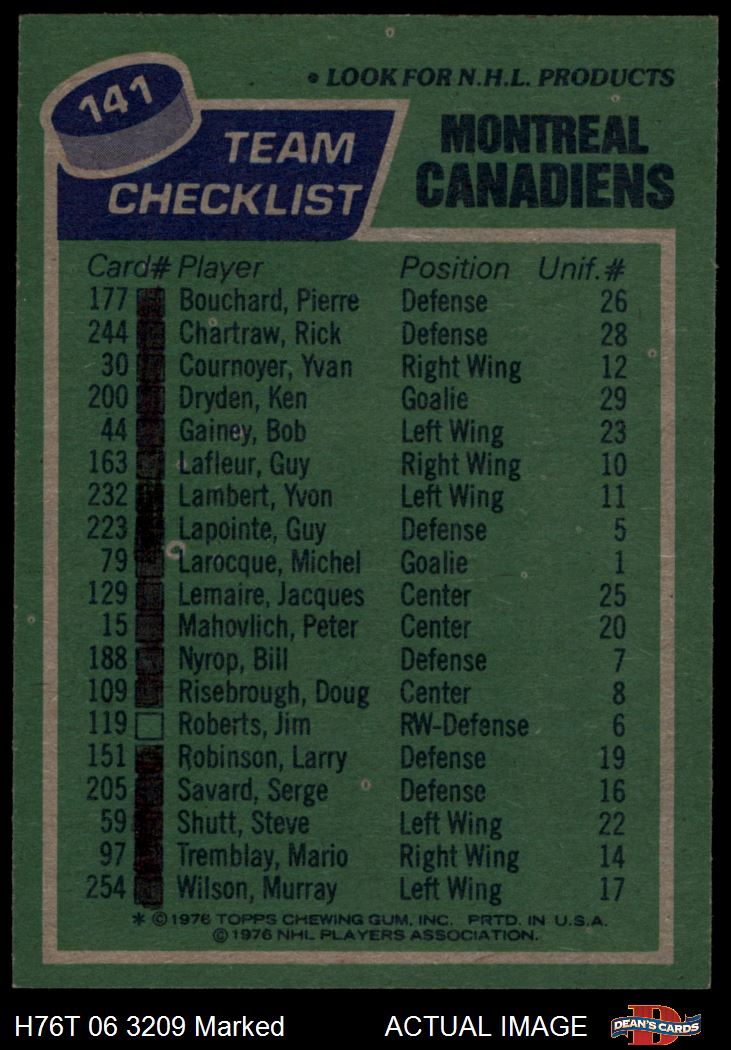 • LOOK FOR N.H.L. PRODUCTS
141
TEAM CHECKLIST
MONTREAL CANADIENS
Card# Player Position Unif.#
177 Bouchard, Pierre Defense 26
244 Chartraw, Rick Defense 28
30 Cournoyer, Yvan Right Wing 12
200 Dryden, Ken Goalie 29
44 Gainey, Bob Left Wing 23
163 Lafleur, Guy Right Wing 10
232 Lambert, Yvon Left Wing 11
223 Lapointe, Guy Defense 5
79 Larocque, Michel Goalie 1
129 Lemaire, Jacques Center 25
15 Mahovlich, Peter Center 20
188 Nyrop, Bill Defense 7
109 Risebrough, Doug Center 8
119 Roberts, Jim RW-Defense 6
151 Robinson, Larry Defense 19
205 Savard, Serge Defense 16
59 Shutt, Steve Left Wing 22
97 Tremblay, Mario Right Wing 14
254 Wilson, Murray Left Wing 17
* ©1976 TOPPS CHEWING GUM, INC. PRTD. IN U.S.A.
©1976 NHL PLAYERS ASSOCIATION.
H76T 06 3209 Marked ACTUAL IMAGE
D
DEAN'S CARDS